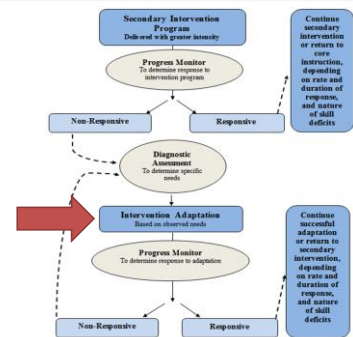 Secondary Intervention
Program
Delivered with greater intensity
Progress Monitor
To determine response to
intervention program
Non-Responsive
Responsive
Continue
secondary
intervention
or return to
core
instruction,
depending
on rate and
duration of
response,
and nature
of skill
deficits
Diagnostic
Assessment
To determine specific
needs
Intervention Adaptation
Based on observed needs
Progress Monitor
To determine response to adaptation
Non-Responsive
Responsive
Continue
successful
adaptation
or return to
secondary
intervention,
depending
on rate and
duration of
response,
and nature
of skill
deficits